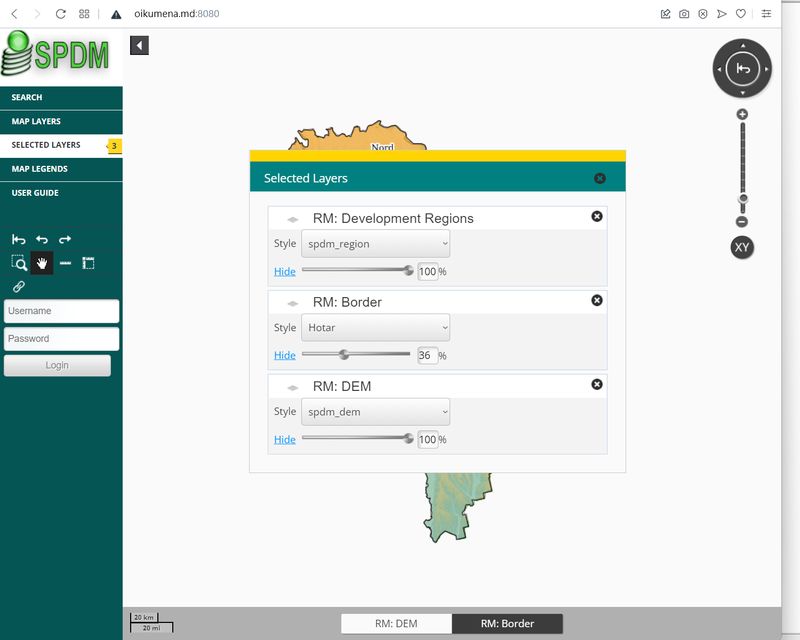 oikumena.md:8080
SPDM
SEARCH
MAP LAYERS
SELECTED LAYERS 3
MAP LEGENDS
USER GUIDE
Username
Password
Login
Nord
Selected Layers
RM: Development Regions
Style spdm_region
Hide 100 %
RM: Border
Style Hotar
Hide 36 %
RM: DEM
Style spdm_dem
Hide 100 %
XY
20 km
20 mi
RM: DEM RM: Border